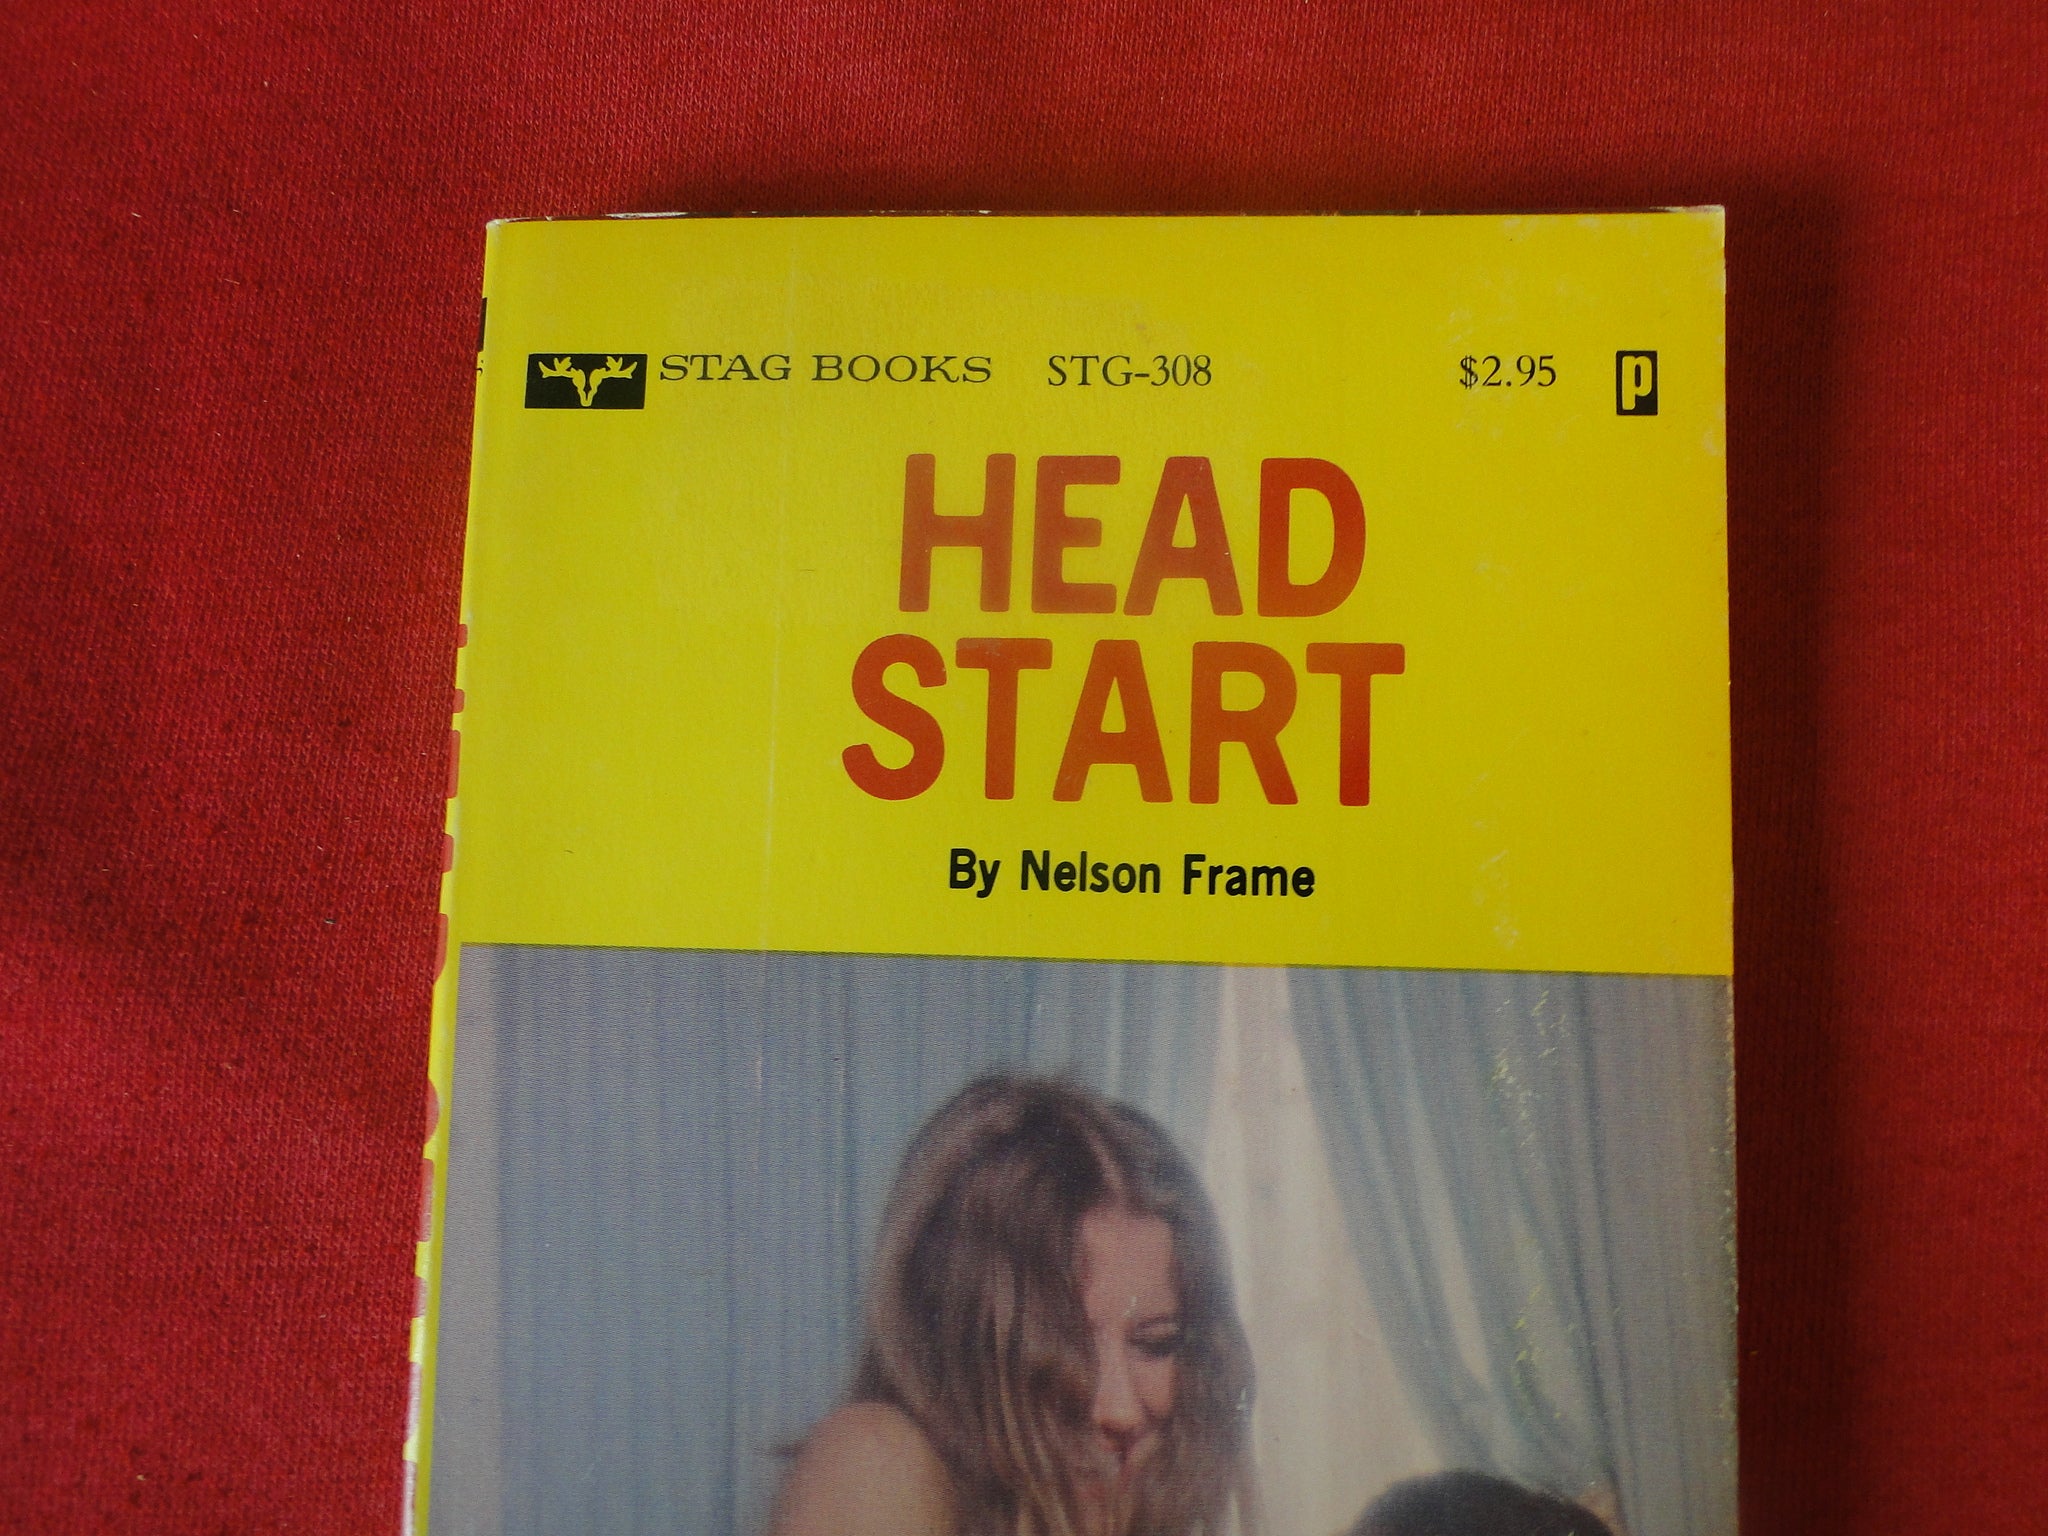 STAG BOOKS STG-308 $2.95 p
HEAD
START
By Nelson Frame